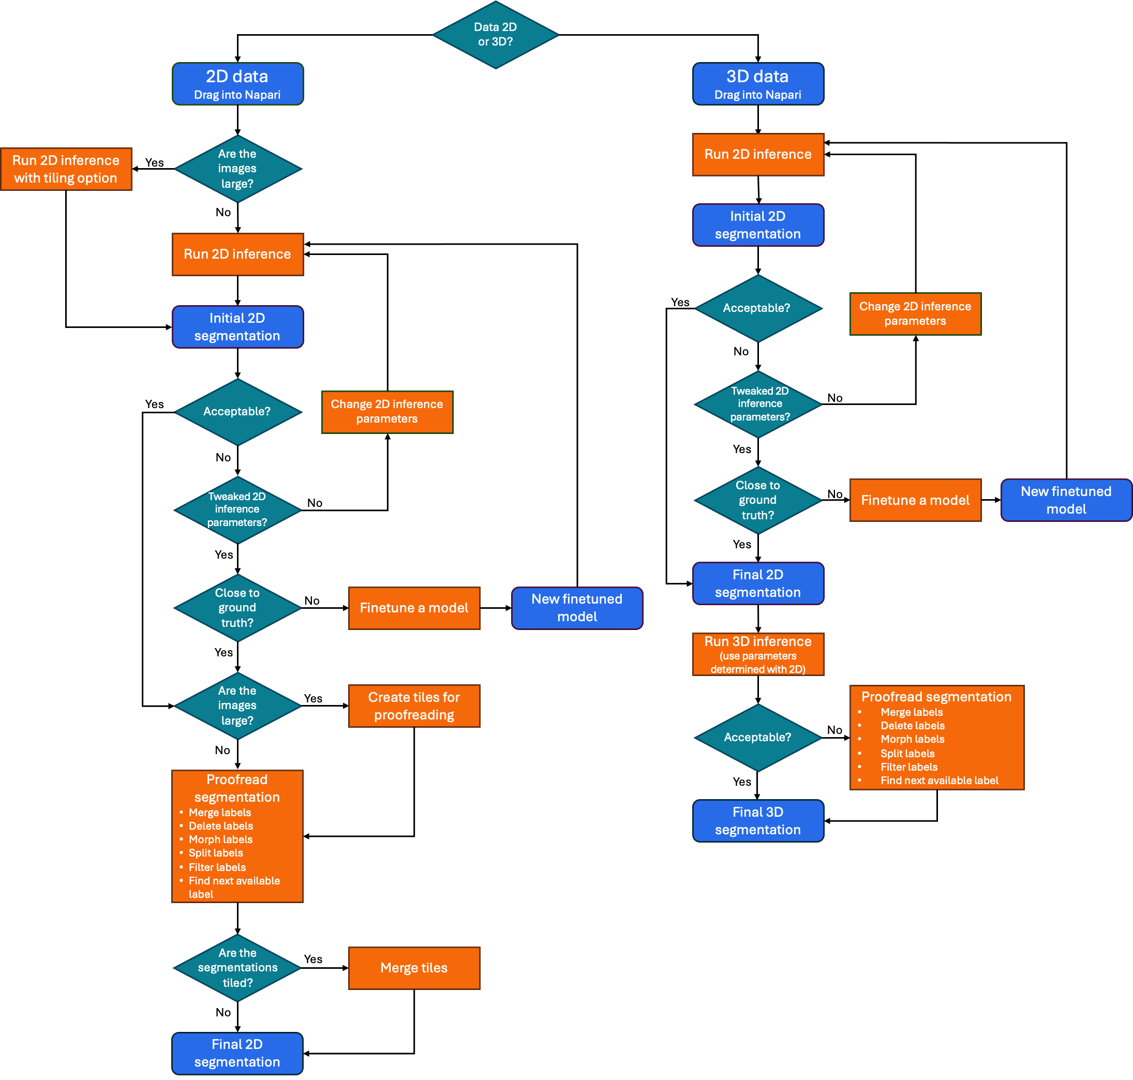 Data 2D
or 3D?
2D data
Drag into Napari
Are the
images
large?
Yes
Run 2D inference
with tiling option
No
Run 2D inference
Initial 2D
segmentation
Acceptable?
Yes
No
Change 2D inference
parameters
Tweaked 2D
inference
parameters?
No
Yes
Close to
ground
truth?
No
Finetune a model
New finetuned
model
Yes
Are the
images
large?
Yes
Create tiles for
proofreading
No
Proofread
segmentation
• Merge labels
• Delete labels
• Morph labels
• Split labels
• Filter labels
• Find next available
label
Are the
segmentations
tiled?
Yes
Merge tiles
No
Final 2D
segmentation
3D data
Drag into Napari
Run 2D inference
Initial 2D
segmentation
Acceptable?
Yes
No
Change 2D inference
parameters
Tweaked 2D
inference
parameters?
No
Yes
Close to
ground
truth?
No
Finetune a model
New finetuned
model
Yes
Final 2D
segmentation
Run 3D inference
(use parameters
determined with 2D)
Acceptable?
No
Proofread segmentation
• Merge labels
• Delete labels
• Morph labels
• Split labels
• Filter labels
• Find next available label
Yes
Final 3D
segmentation